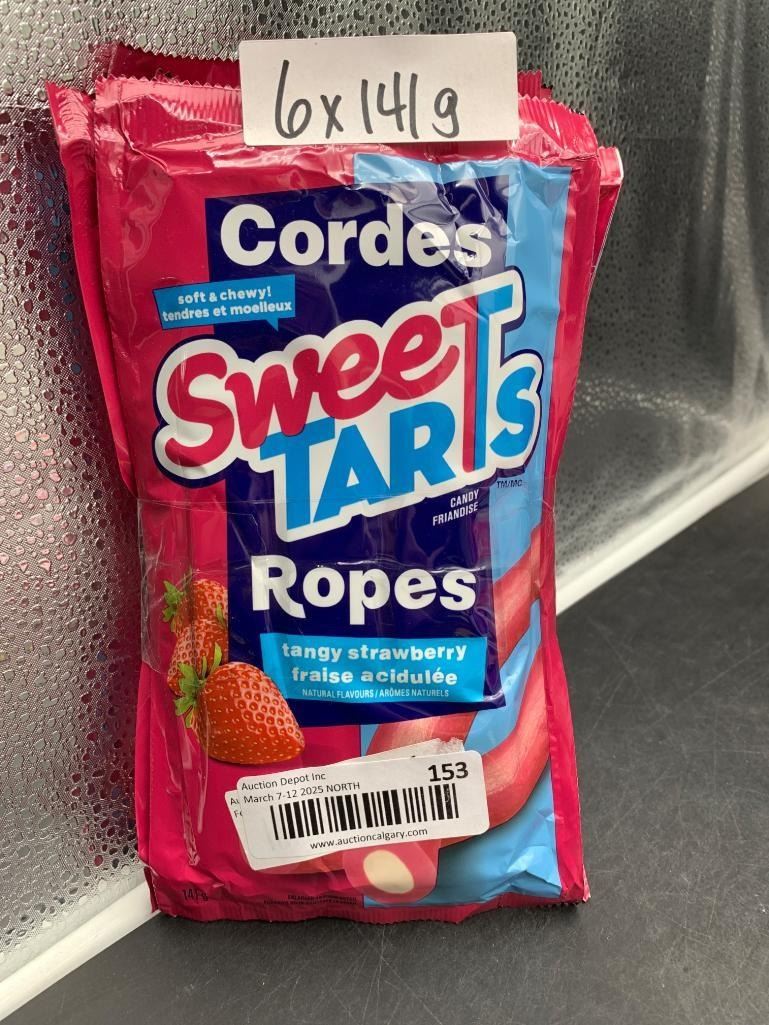 6x141g
Cordes
soft & chewy!
tendres et moelleux
SweeTARTS
TM/MC
CANDY
FRIANDISE
Ropes
tangy strawberry
fraise acidulée
NATURAL FLAVOURS / ARÔMES NATURELS
Auction Depot Inc
153
March 7-12 2025 NORTH
www.auctioncalgary.com
141 g